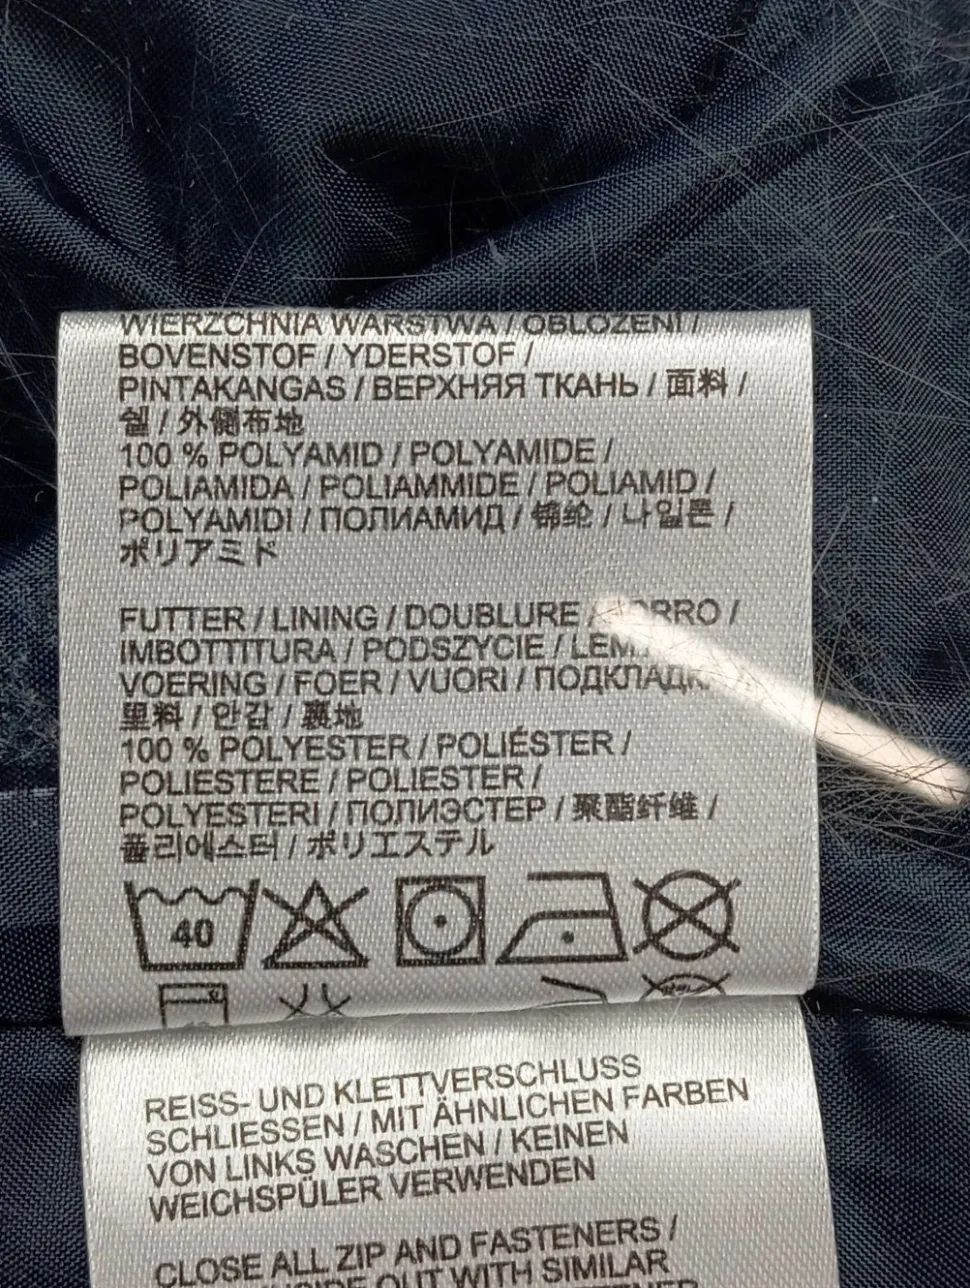 WIERZCHNIA WARSTWA / OBLOŽENÍ /
BOVENSTOF / YDERSTOF /
PINTAKANGAS / ВЕРХНЯЯ ТКАНЬ / 面料 /
쉘 / 外側布地
100 % POLYAMID / POLYAMIDE /
POLIAMIDA / POLIAMMIDE / POLIAMID /
POLYAMIDI / ПОЛИАМИД / 锦纶 / 나일론 /
ポリアミド
FUTTER / LINING / DOUBLURE /
IMBOTTITURA / PODSZYCIE /
VOERING / FOER / VUORI /
里料 / 안감 / 裏地
100 % POLYESTER / POLIÉSTER /
POLIESTERE / POLIESTER /
POLYESTERI / ПОЛИЭСТЕР / 聚酯纤维 /
폴리에스터 / ポリエステル
40
REISS- UND KLETTVERSCHLUSS
SCHLIESSEN / MIT ÄHNLICHEN FARBEN
VON LINKS WASCHEN / KEINEN
WEICHSPÜLER VERWENDEN
CLOSE ALL ZIP AND FASTENERS /
OUT WITH SIMILAR